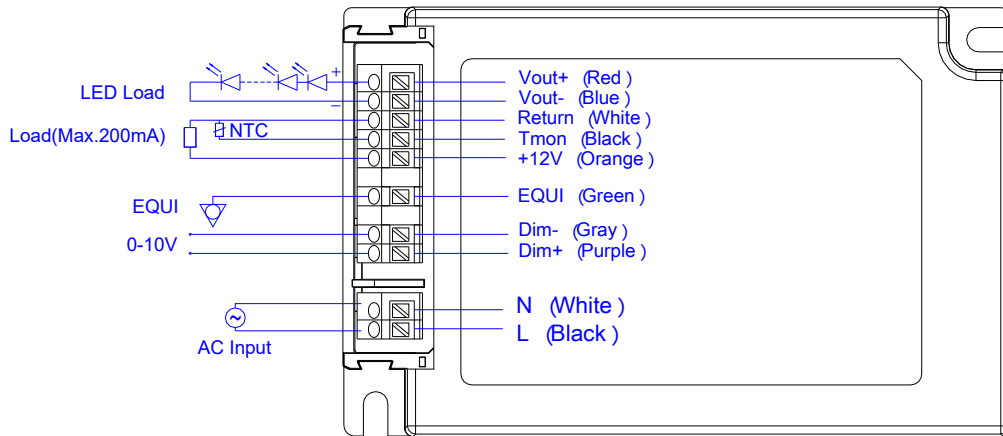 LED Load
+
−
Vout+ (Red)
Vout- (Blue)
Load(Max.200mA)
NTC
Return (White)
Tmon (Black)
+12V (Orange)
EQUI
EQUI (Green)
0-10V
Dim- (Gray)
Dim+ (Purple)
AC Input
N (White)
L (Black)